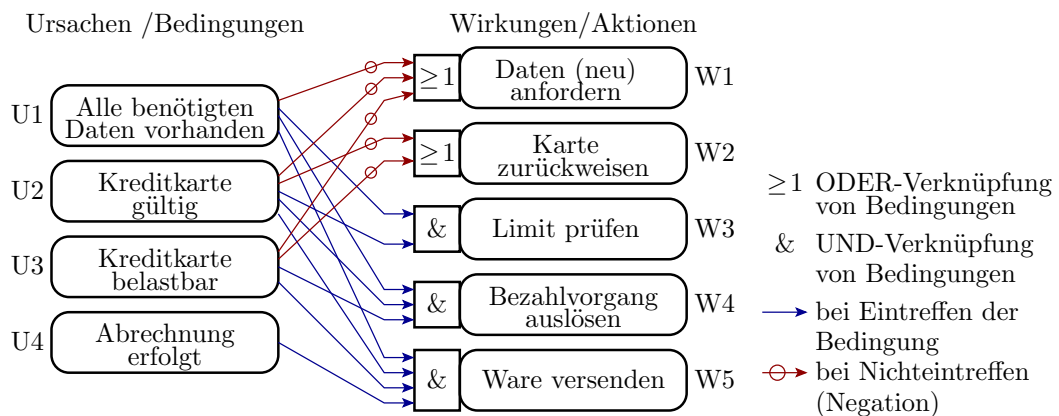 Ursachen /Bedingungen
Wirkungen/Aktionen
U1
Alle benötigten
Daten vorhanden
U2
Kreditkarte
gültig
U3
Kreditkarte
belastbar
U4
Abrechnung
erfolgt
≥1
Daten (neu)
anfordern
W1
≥1
Karte
zurückweisen
W2
&
Limit prüfen
W3
&
Bezahlvorgang
auslösen
W4
&
Ware versenden
W5
≥1 ODER-Verknüpfung
von Bedingungen
& UND-Verknüpfung
von Bedingungen
bei Eintreffen der
Bedingung
bei Nichteintreffen
(Negation)